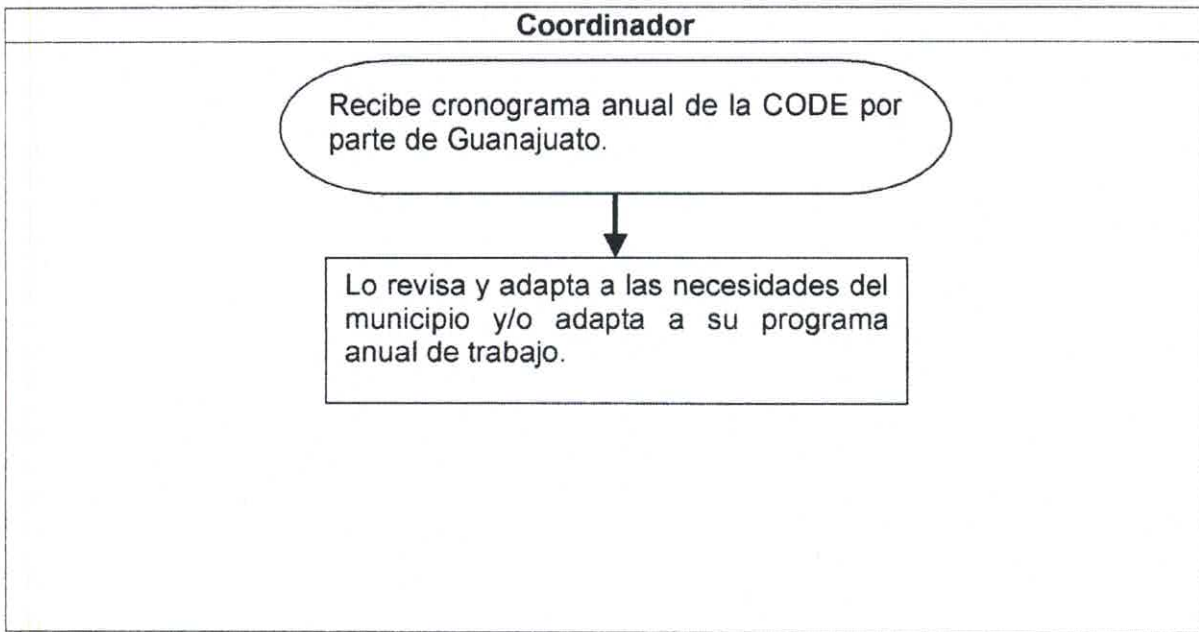 Coordinador
Recibe cronograma anual de la CODE por
parte de Guanajuato.
Lo revisa y adapta a las necesidades del
municipio y/o adapta a su programa
anual de trabajo.